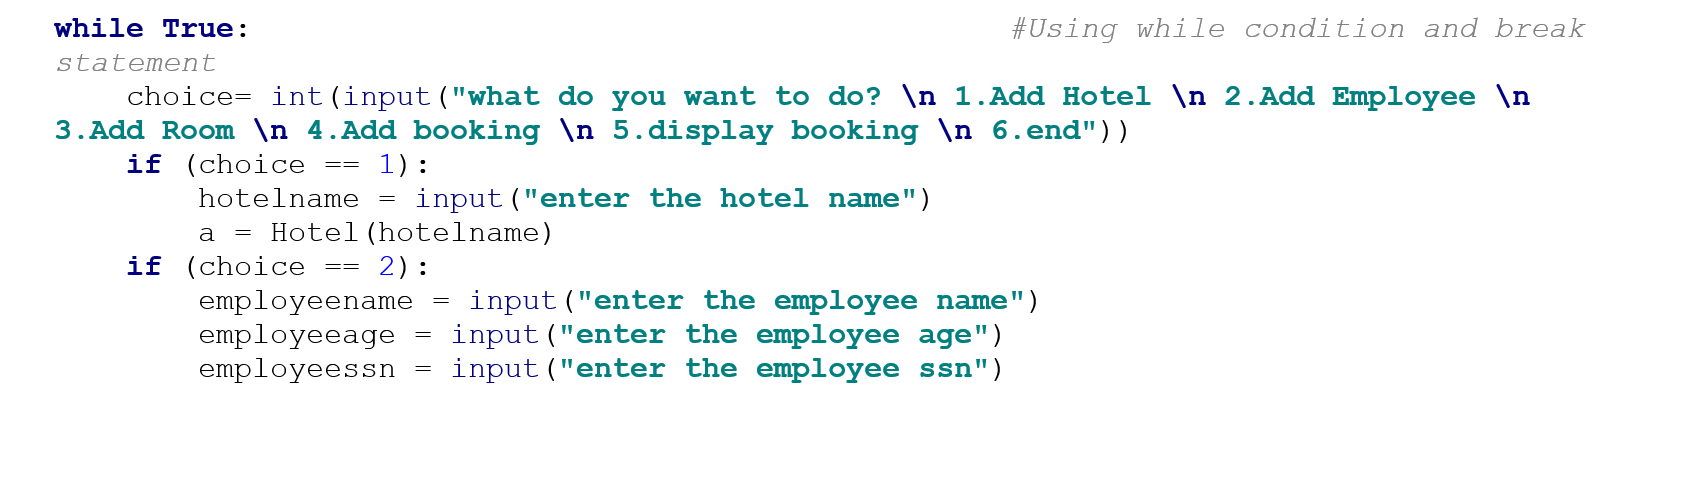 while True:                                          #Using while condition and break
statement
    choice= int(input("what do you want to do? \n 1.Add Hotel \n 2.Add Employee \n
3.Add Room \n 4.Add booking \n 5.display booking \n 6.end"))
    if (choice == 1):
        hotelname = input("enter the hotel name")
        a = Hotel(hotelname)
    if (choice == 2):
        employeename = input("enter the employee name")
        employeeage = input("enter the employee age")
        employeessn = input("enter the employee ssn")